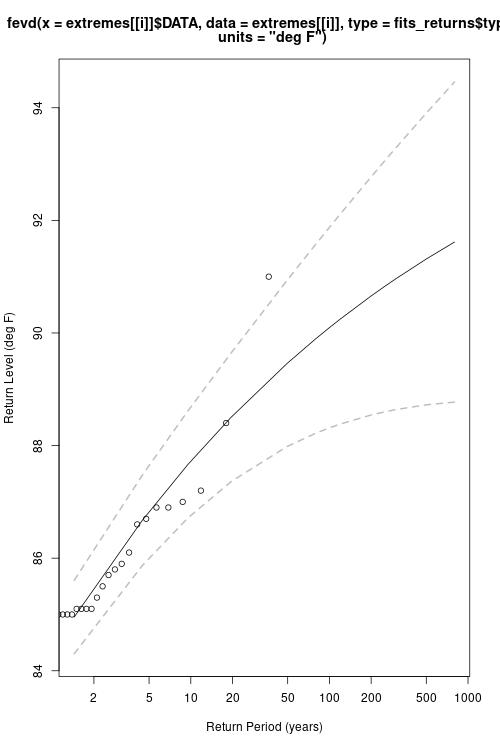 fevd(x = extremes[[i]]$DATA, data = extremes[[i]], type = fits_returns$typ
units = "deg F")
Return Level (deg F)
94
92
90
88
86
84
2 5 10 20 50 100 200 500 1000
Return Period (years)